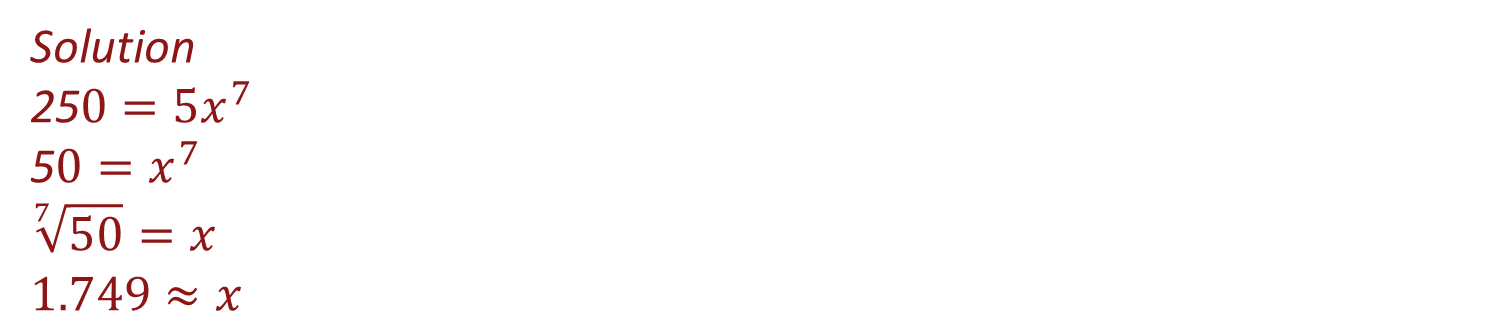 Solution
250 = 5x⁷
50 = x⁷
⁷√50 = x
1.749 ≈ x